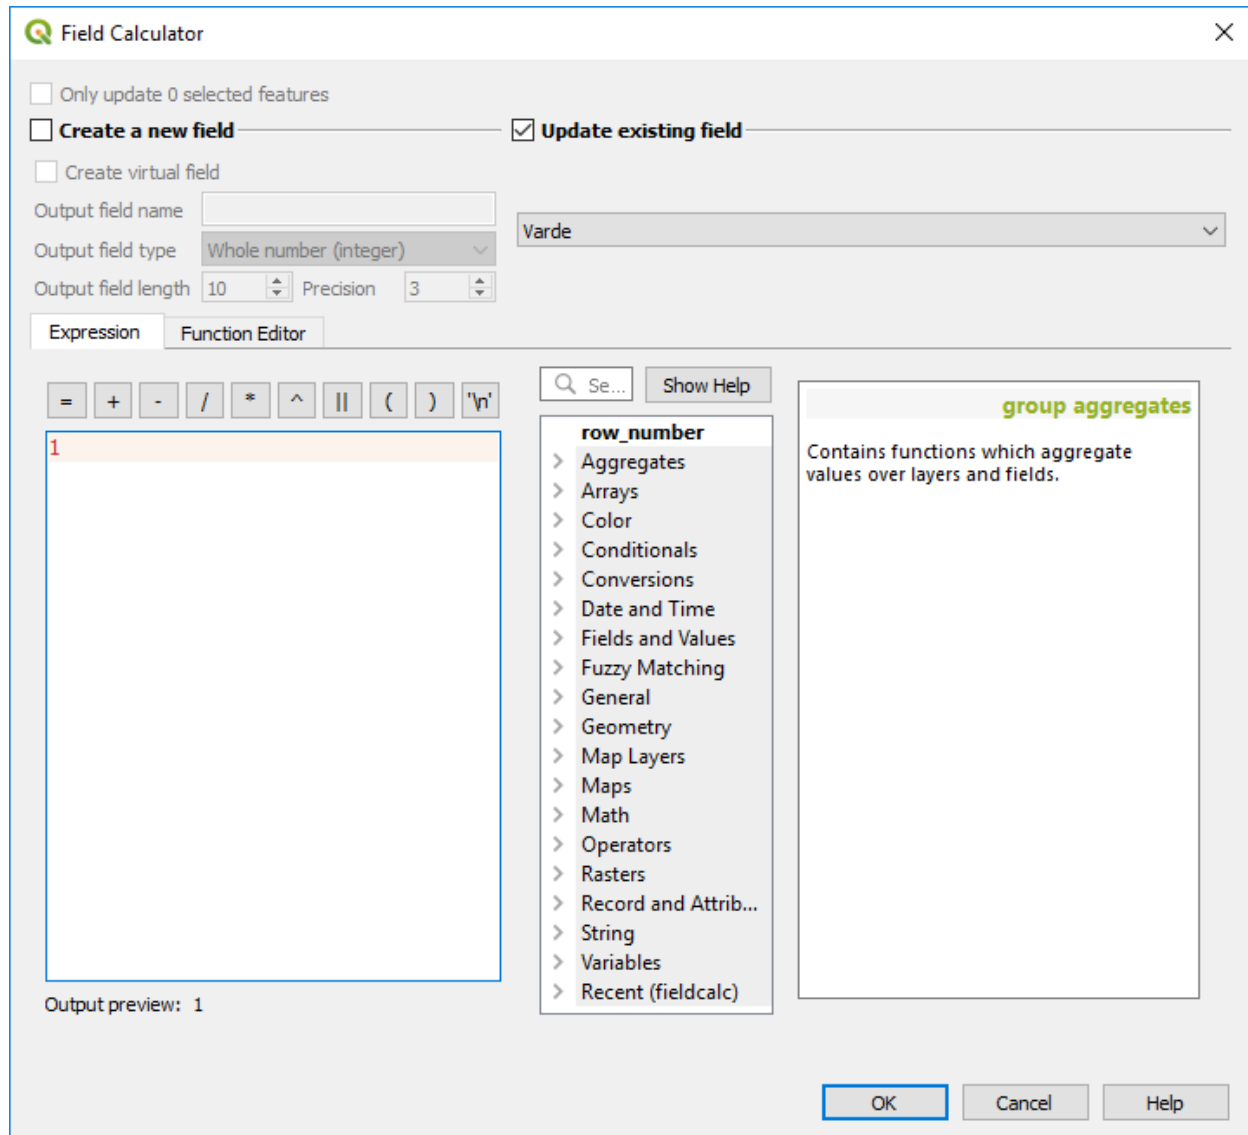 Field Calculator
Only update 0 selected features
Create a new field
Update existing field
Create virtual field
Output field name
Varde
Output field type Whole number (integer)
Output field length 10 Precision 3
Expression Function Editor
= + - / * ^ || ( ) '\n'
Se... Show Help
1
row_number
Aggregates
Arrays
Color
Conditionals
Conversions
Date and Time
Fields and Values
Fuzzy Matching
General
Geometry
Map Layers
Maps
Math
Operators
Rasters
Record and Attrib...
String
Variables
Recent (fieldcalc)
group aggregates
Contains functions which aggregate
values over layers and fields.
Output preview: 1
OK Cancel Help